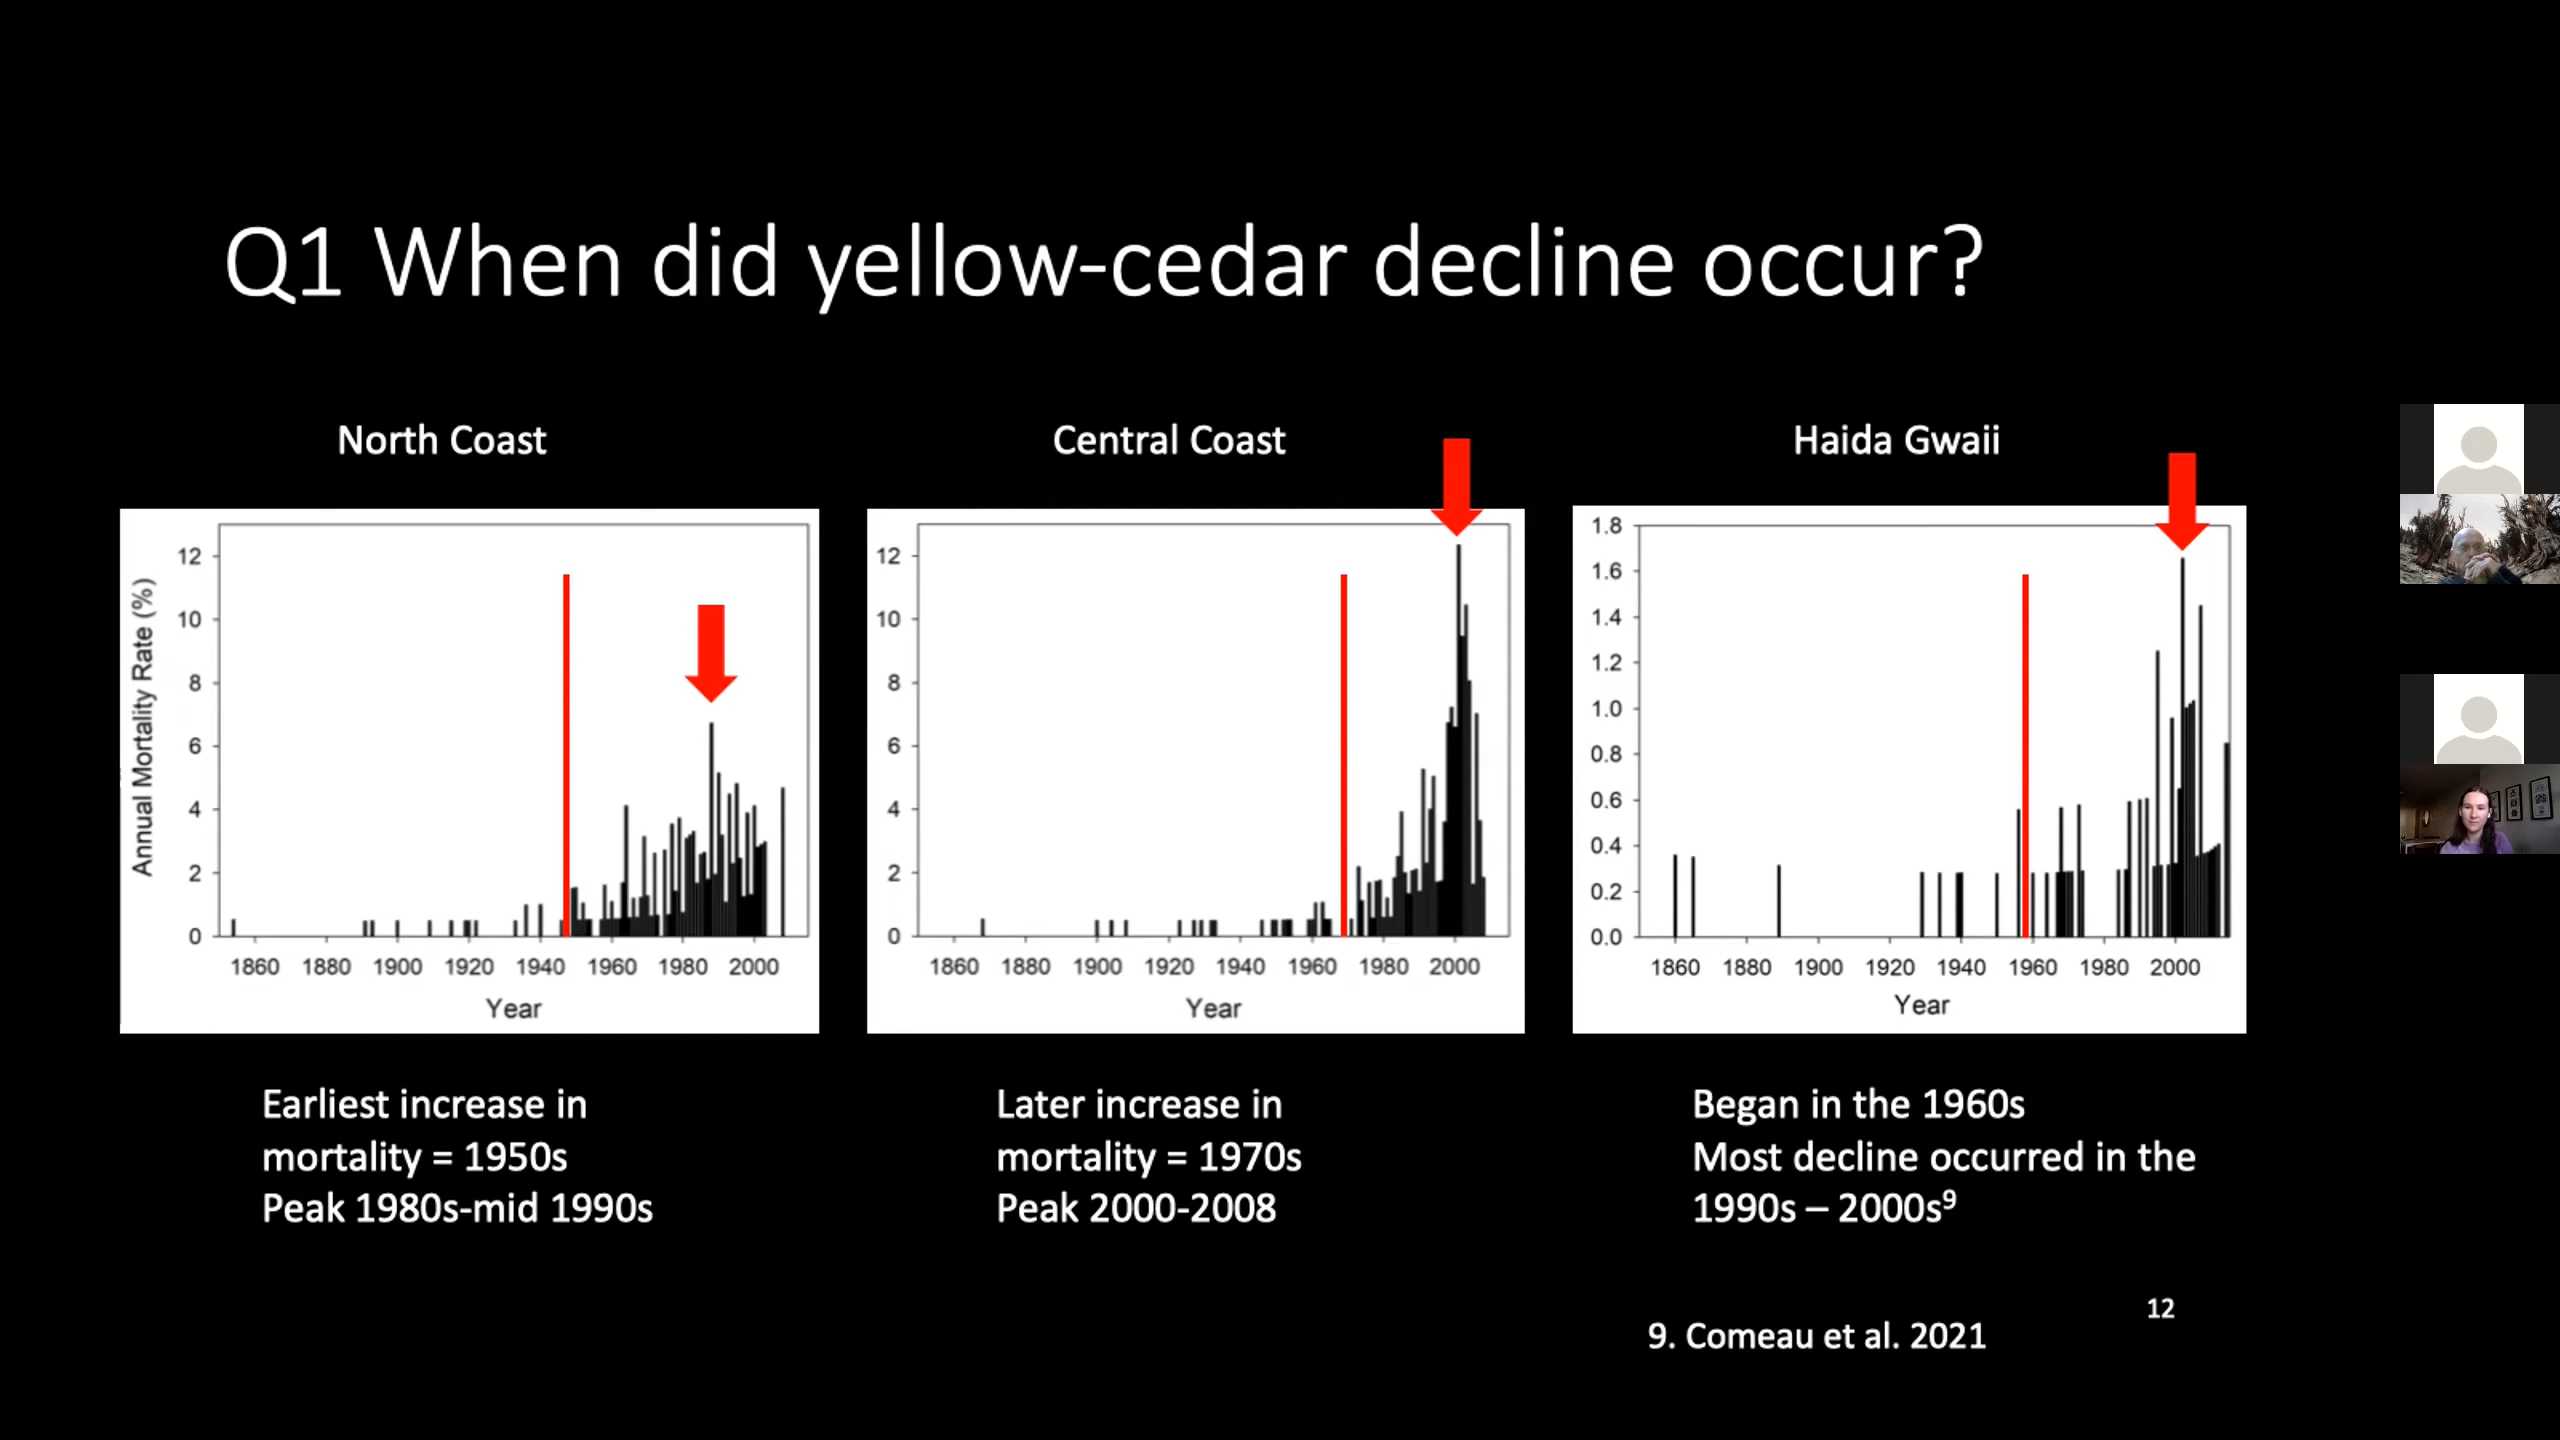 Q1 When did yellow-cedar decline occur?
North Coast
Central Coast
Haida Gwaii
Annual Mortality Rate (%)
12
10
8
6
4
2
0
1860 1880 1900 1920 1940 1960 1980 2000
Year
12
10
8
6
4
2
0
1860 1880 1900 1920 1940 1960 1980 2000
Year
1.8
1.6
1.4
1.2
1.0
0.8
0.6
0.4
0.2
0.0
1860 1880 1900 1920 1940 1960 1980 2000
Year
Earliest increase in
mortality = 1950s
Peak 1980s-mid 1990s
Later increase in
mortality = 1970s
Peak 2000-2008
Began in the 1960s
Most decline occurred in the
1990s – 2000s⁹
12
9. Comeau et al. 2021